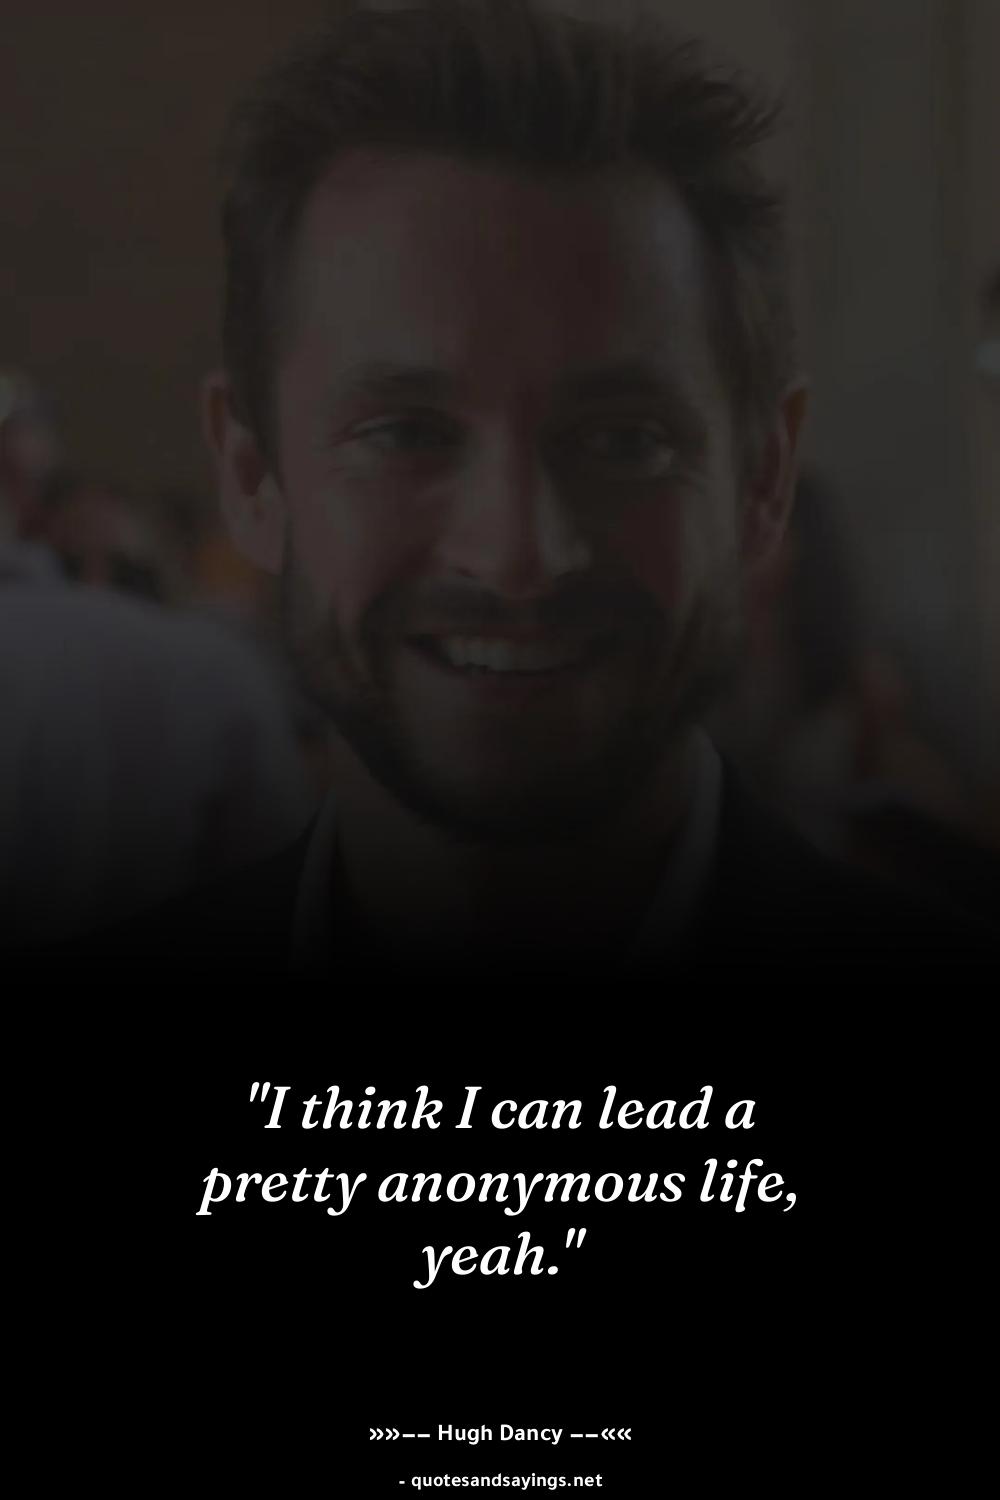 "I think I can lead a
pretty anonymous life,
yeah."
»»−− Hugh Dancy −−««
- quotesandsayings.net